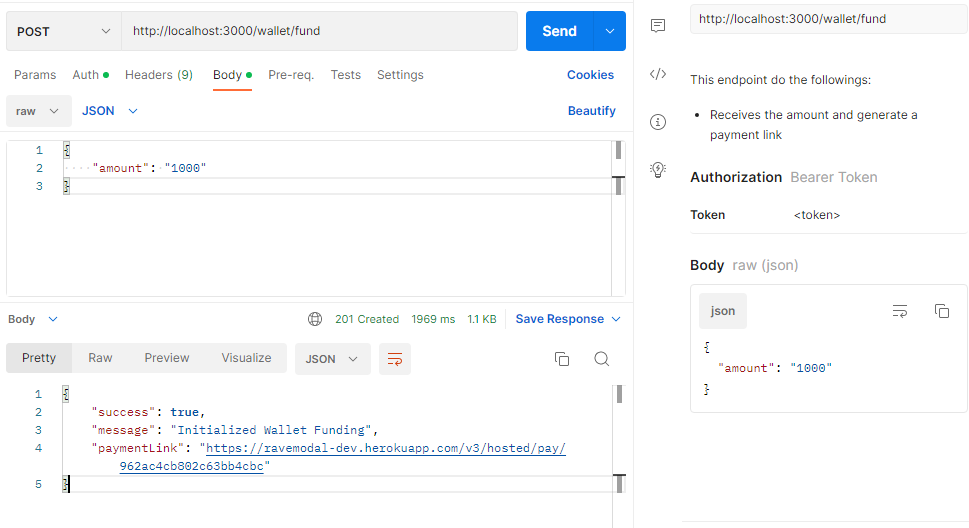 POST
http://localhost:3000/wallet/fund
Send
Params
Auth
Headers (9)
Body
Pre-req.
Tests
Settings
Cookies
raw
JSON
Beautify
1 {
2 "amount": "1000"
3 }
Body
201 Created
1969 ms
1.1 KB
Save Response
Pretty
Raw
Preview
Visualize
JSON
1 {
2 "success": true,
3 "message": "Initialized Wallet Funding",
4 "paymentLink": "https://ravemodal-dev.herokuapp.com/v3/hosted/pay/
962ac4cb802c63bb4cbc"
5 }
http://localhost:3000/wallet/fund
</>
This endpoint do the followings:
• Receives the amount and generate a
payment link
Authorization Bearer Token
Token <token>
Body raw (json)
json
{
"amount": "1000"
}